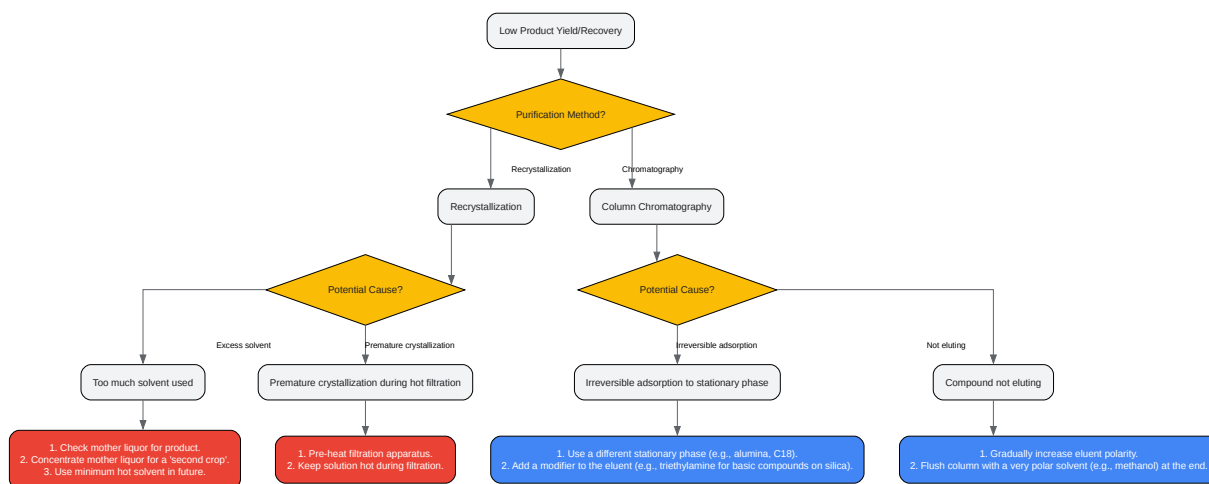 Low Product Yield/Recovery
Purification Method?
Recrystallization
Chromatography
Recrystallization
Column Chromatography
Potential Cause?
Potential Cause?
Excess solvent
Premature crystallization
Irreversible adsorption
Not eluting
Too much solvent used
Premature crystallization during hot filtration
Irreversible adsorption to stationary phase
Compound not eluting
1. Check mother liquor for product.
2. Concentrate mother liquor for a 'second crop'.
3. Use minimum hot solvent in future.
1. Pre-heat filtration apparatus.
2. Keep solution hot during filtration.
1. Use a different stationary phase (e.g., alumina, C18).
2. Add a modifier to the eluent (e.g., triethylamine for basic compounds on silica).
1. Gradually increase eluent polarity.
2. Flush column with a very polar solvent (e.g., methanol) at the end.